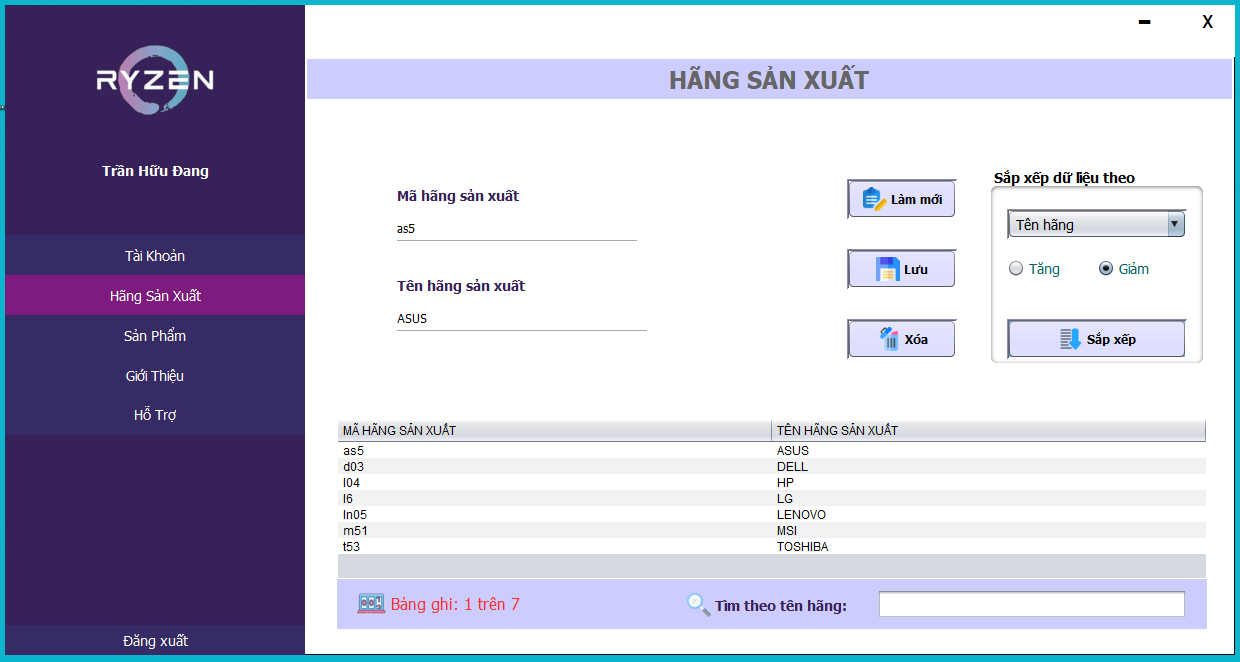 X
RYZEN
HÃNG SẢN XUẤT
Trần Hữu Đang
Tài Khoản
Hãng Sản Xuất
Sản Phẩm
Giới Thiệu
Hỗ Trợ
Đăng xuất
Mã hãng sản xuất
as5
Tên hãng sản xuất
ASUS
Làm mới
Lưu
Xóa
Sắp xếp dữ liệu theo
Tên hãng
Tăng Giảm
Sắp xếp
MÃ HÃNG SẢN XUẤT TÊN HÃNG SẢN XUẤT
as5 ASUS
d03 DELL
l04 HP
l6 LG
ln05 LENOVO
m51 MSI
t53 TOSHIBA
Bảng ghi: 1 trên 7
Tìm theo tên hãng: